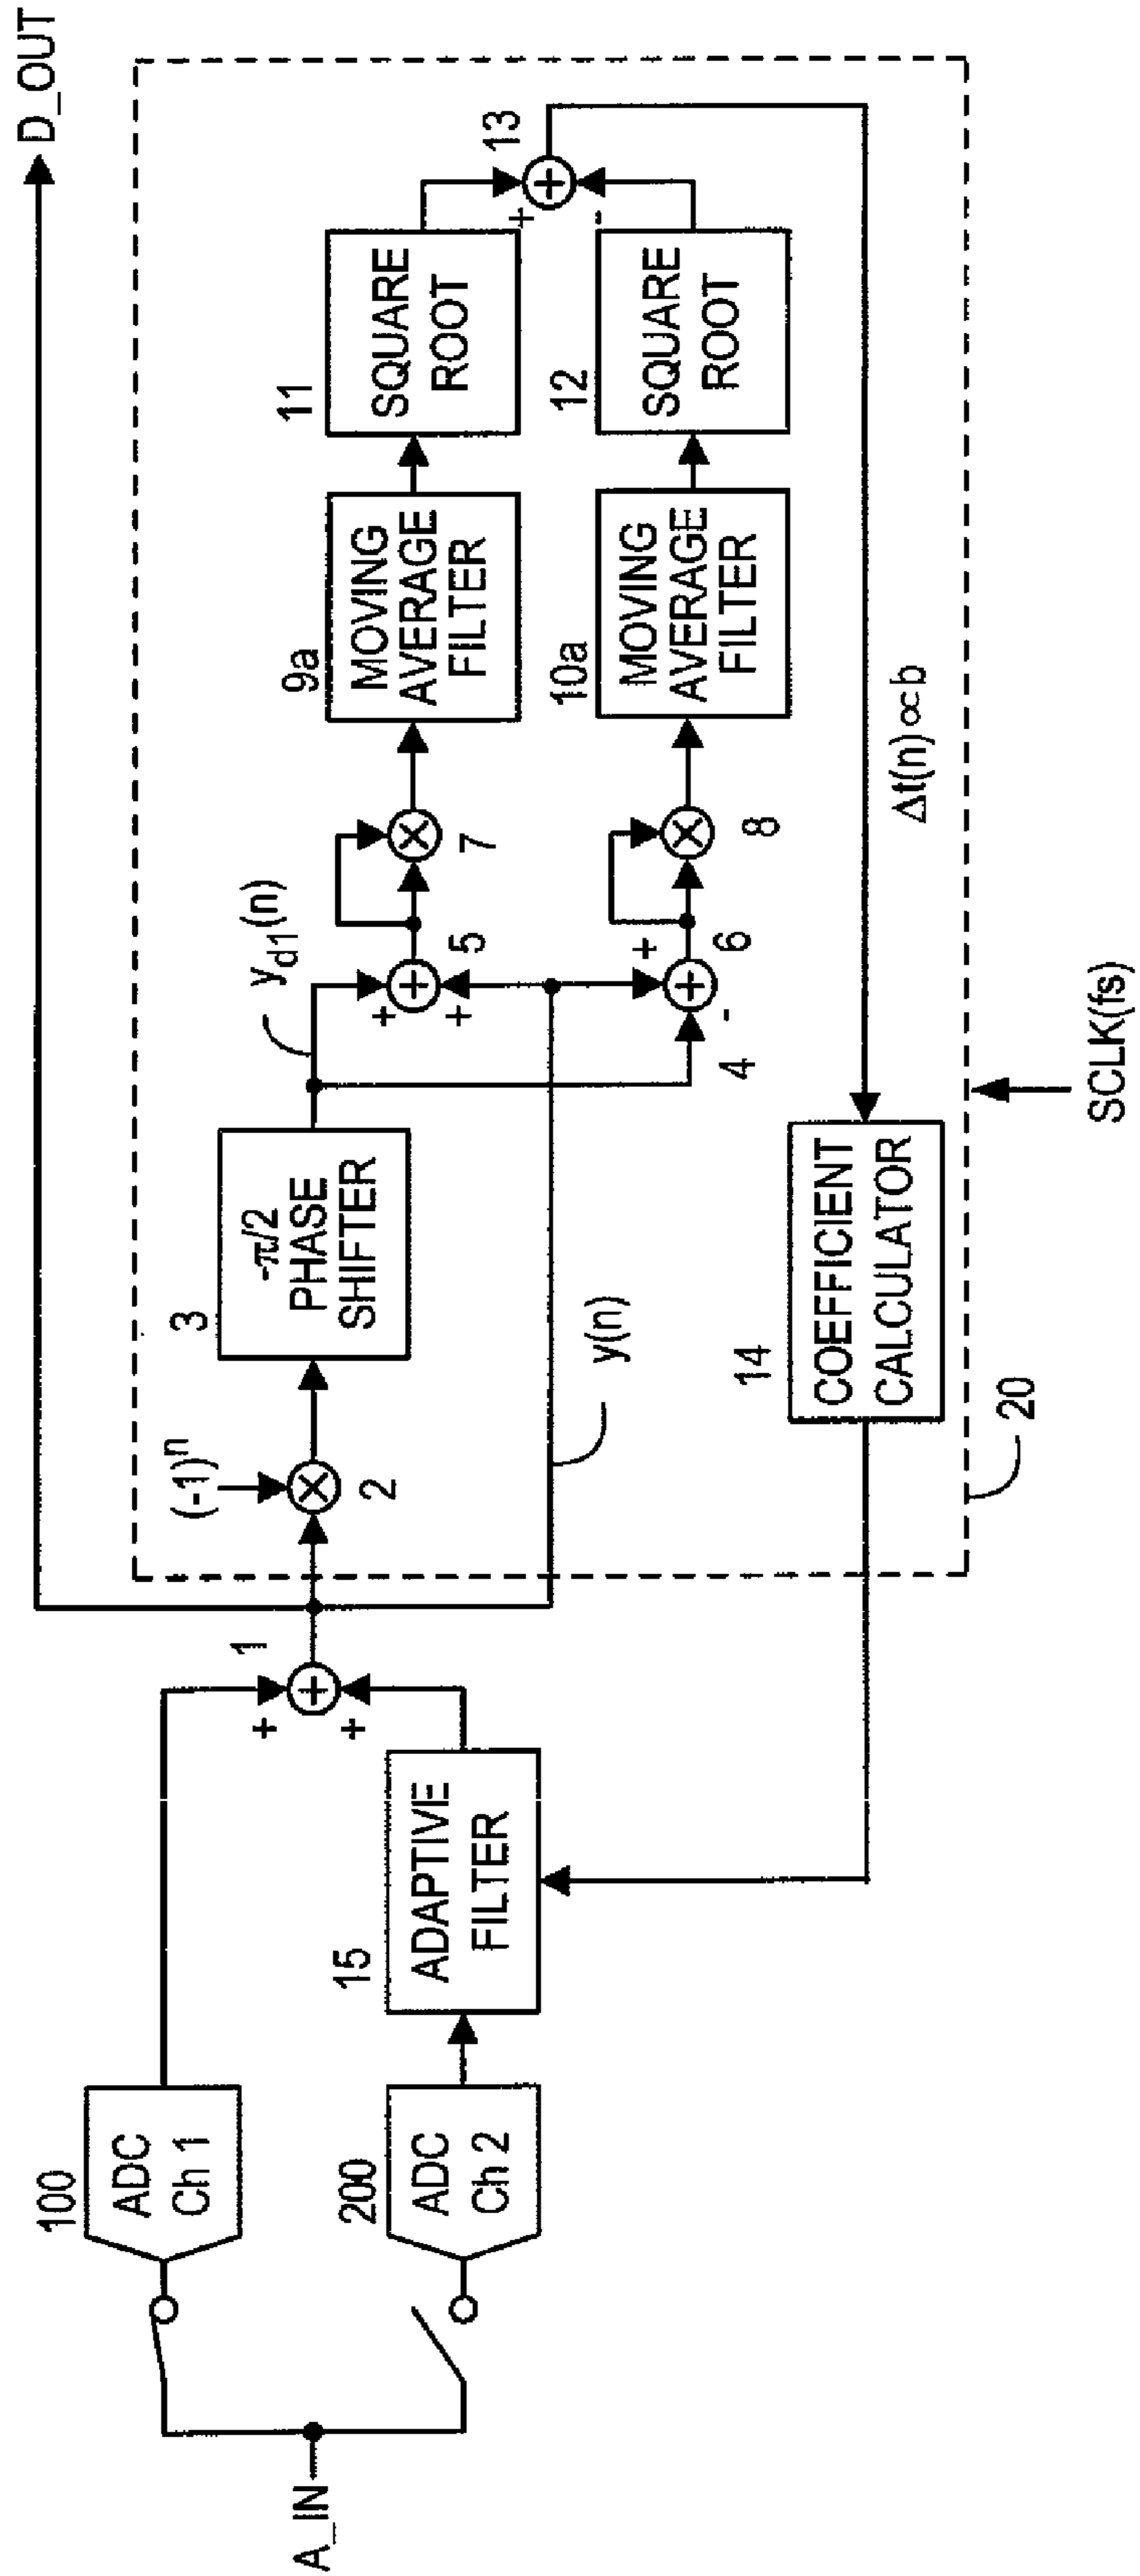 A_IN
100
ADC
Ch 1
200
ADC
Ch 2
15
ADAPTIVE
FILTER
+
+
+
1
D_OUT
(-1)ⁿ
×
2
3
-π/2
PHASE
SHIFTER
y(n)
y_d1(n)
+
+
+
5
4
+
-
+
6
×
7
×
8
9a
MOVING
AVERAGE
FILTER
10a
MOVING
AVERAGE
FILTER
11
SQUARE
ROOT
12
SQUARE
ROOT
+
-
+
13
Δt(n)∝b
14
COEFFICIENT
CALCULATOR
20
SCLK(fs)